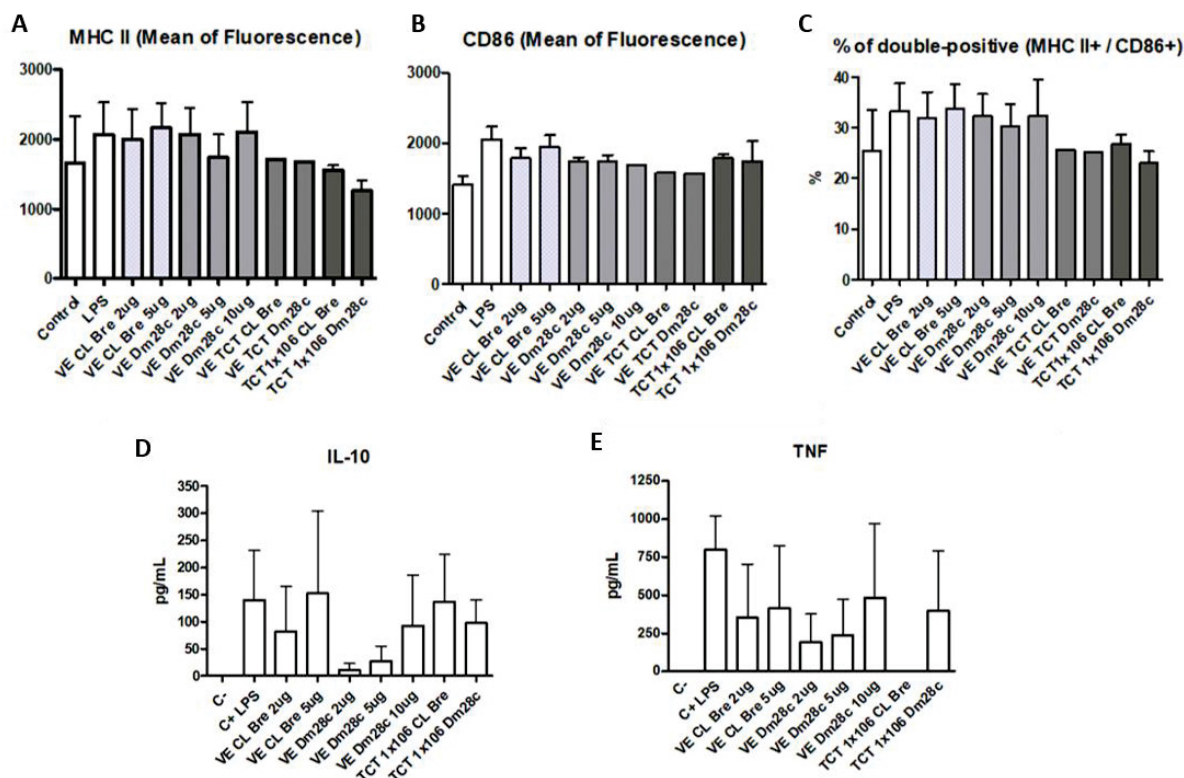 A
MHC II (Mean of Fluorescence)
3000
2000
1000
0
Control
LPS
VE CL Bre 2ug
VE CL Bre 5ug
VE Dm28c 2ug
VE Dm28c 5ug
VE Dm28c 10ug
VE TCT CL Bre
VE TCT Dm28c
TCT1x106 CL Bre
TCT 1x106 Dm28c
B
CD86 (Mean of Fluorescence)
3000
2000
1000
0
Control
LPS
VE CL Bre 2ug
VE CL Bre 5ug
VE Dm28c 2ug
VE Dm28c 5ug
VE Dm28c 10ug
VE TCT CL Bre
VE TCT Dm28c
TCT 1x106 CL Bre
TCT 1x106 Dm28c
C
% of double-positive (MHC II+ / CD86+)
%
40
30
20
10
0
Control
LPS
VE CL Bre 2ug
VE CL Bre 5ug
VE Dm28c 2ug
VE Dm28c 5ug
VE Dm28c 10ug
VE TCT CL Bre
VE TCT Dm28c
TCT1x106 CL Bre
TCT 1x106 Dm28c
D
IL-10
pg/mL
350
300
250
200
150
100
50
0
C-
C+ LPS
VE CL Bre 2ug
VE CL Bre 5ug
VE Dm28c 2ug
VE Dm28c 5ug
VE Dm28c 10ug
TCT 1x106 CL Bre
TCT 1x106 Dm28c
E
TNF
pg/mL
1250
1000
750
500
250
0
C-
C+ LPS
VE CL Bre 2ug
VE CL Bre 5ug
VE Dm28c 2ug
VE Dm28c 5ug
VE Dm28c 10ug
TCT 1x106 CL Bre
TCT 1x106 Dm28c